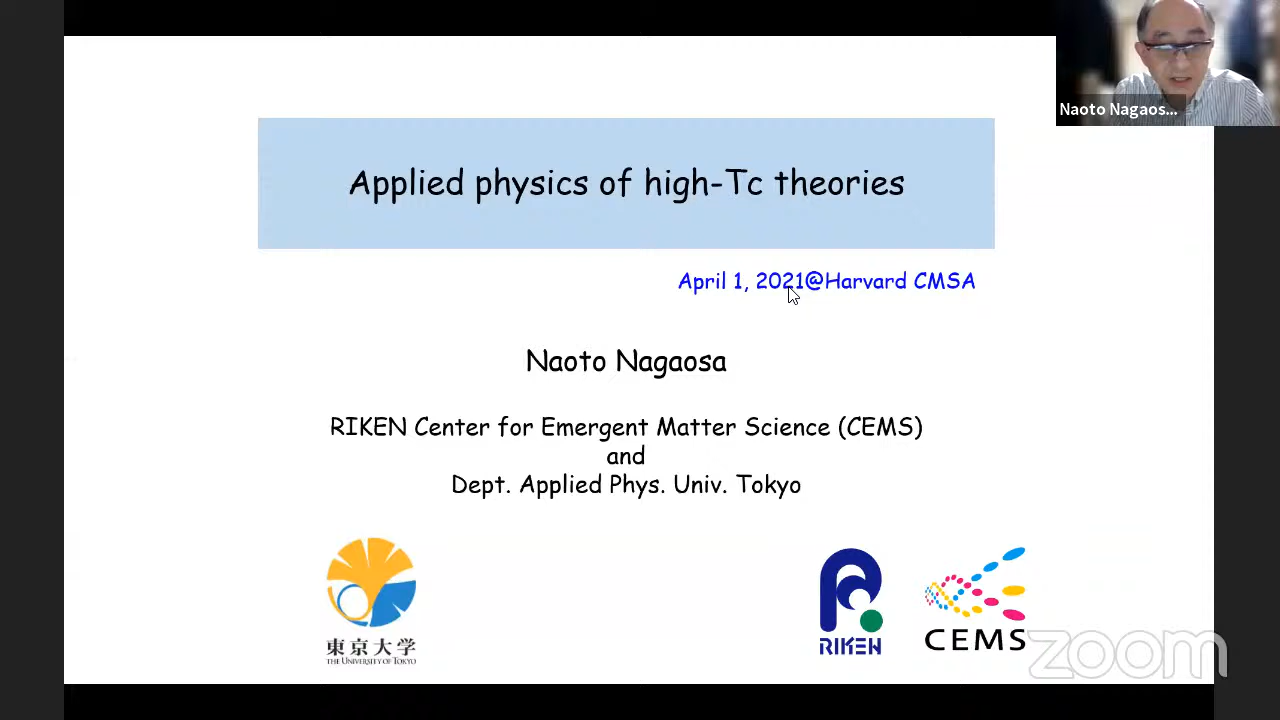 Naoto Nagaos...
Applied physics of high-Tc theories
April 1, 2021@Harvard CMSA
Naoto Nagaosa
RIKEN Center for Emergent Matter Science (CEMS)
and
Dept. Applied Phys. Univ. Tokyo
東京大学
THE UNIVERSITY OF TOKYO
RIKEN
CEMS
zoom